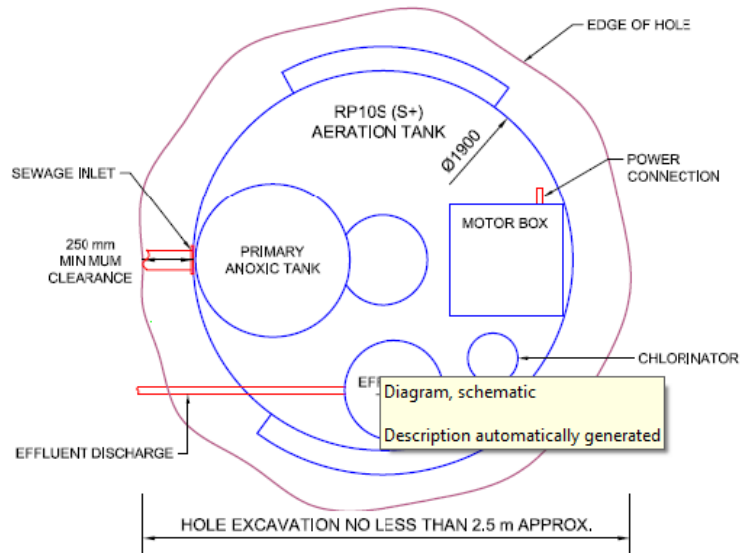 EDGE OF HOLE
RP10S (S+)
AERATION TANK
Ø1900
POWER
CONNECTION
SEWAGE INLET
MOTOR BOX
250 mm
MINIMUM
CLEARANCE
PRIMARY
ANOXIC TANK
CHLORINATOR
Diagram, schematic
Description automatically generated
EFFLUENT DISCHARGE
HOLE EXCAVATION NO LESS THAN 2.5 m APPROX.